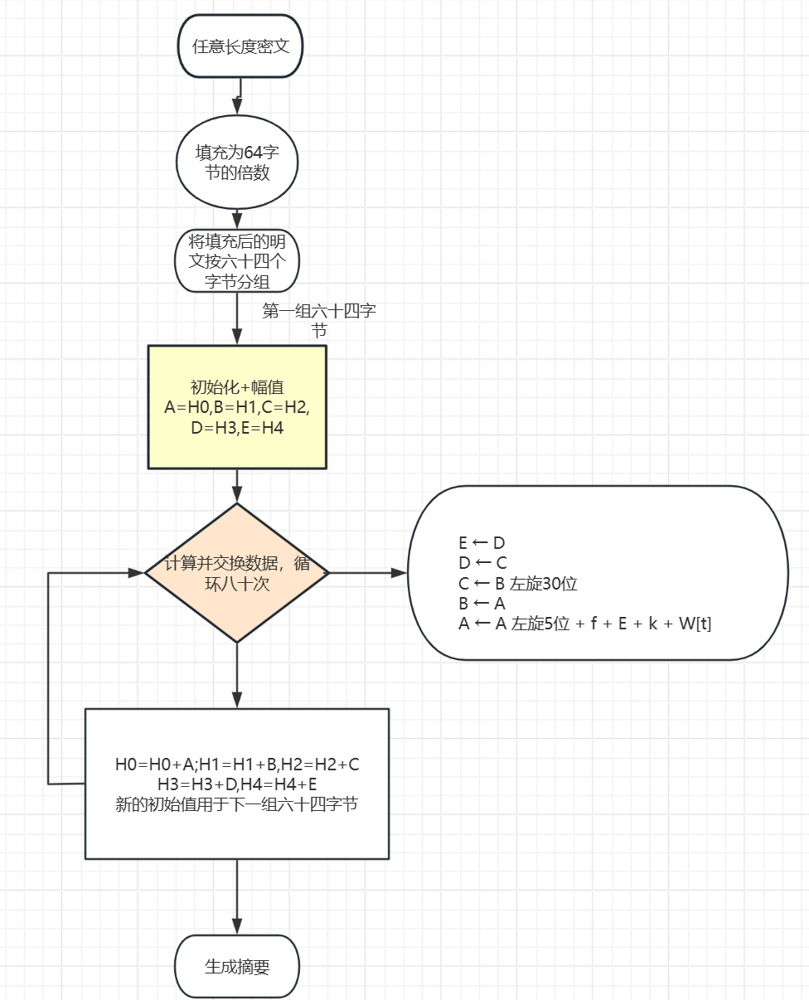 任意长度密文
填充为64字
节的倍数
将填充后的明
文按六十四个
字节分组
第一组六十四字
节
初始化+幅值
A=H0,B=H1,C=H2,
D=H3,E=H4
计算并交换数据，循
环八十次
E ← D
D ← C
C ← B 左旋30位
B ← A
A ← A 左旋5位 + f + E + k + W[t]
H0=H0+A;H1=H1+B,H2=H2+C
H3=H3+D,H4=H4+E
新的初始值用于下一组六十四字节
生成摘要